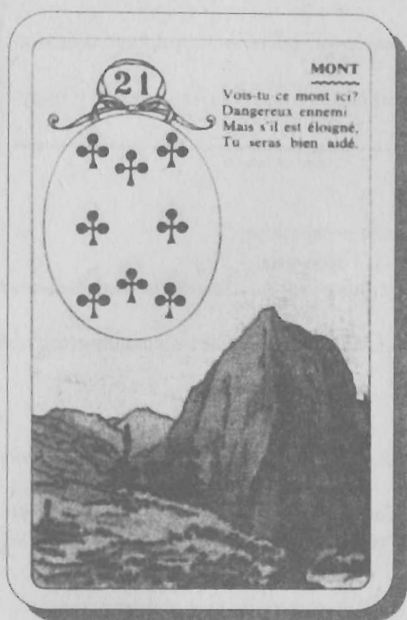 21
MONT
Vois-tu ce mont ici?
Dangereux ennemi
Mais s'il est éloigné,
Tu seras bien aidé.